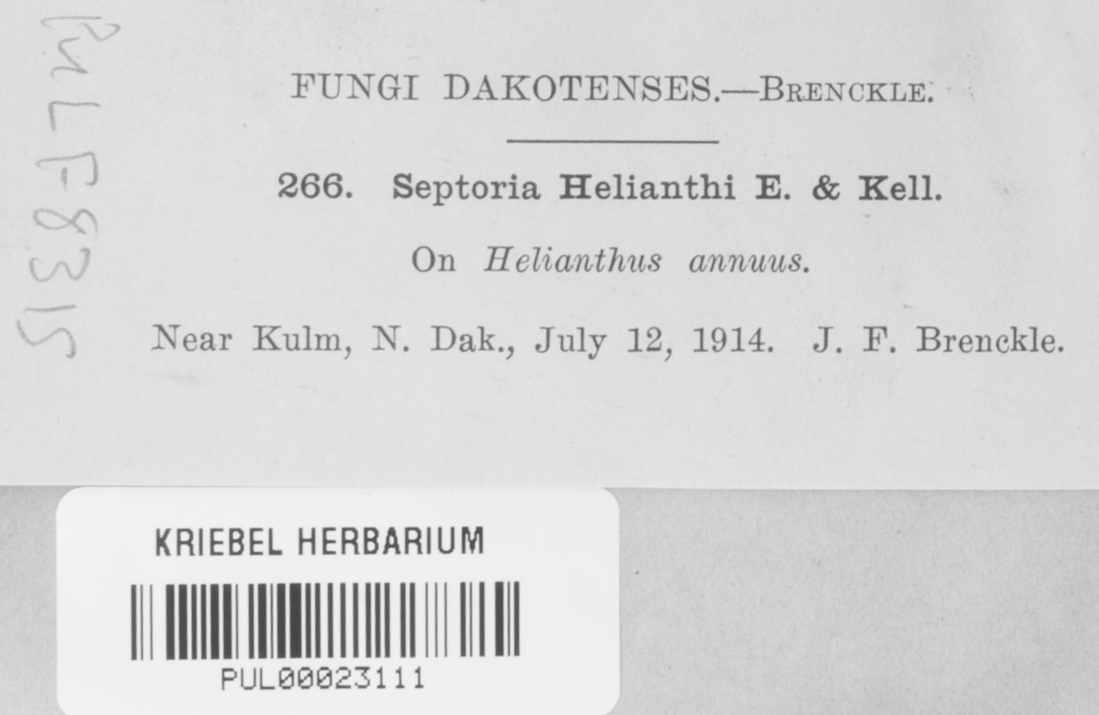 FUNGI DAKOTENSES.—BRENCKLE.
266. Septoria Helianthi E. & Kell.
On Helianthus annuus.
Near Kulm, N. Dak., July 12, 1914. J. F. Brenckle.
PUL F8315
KRIEBEL HERBARIUM
PUL00023111